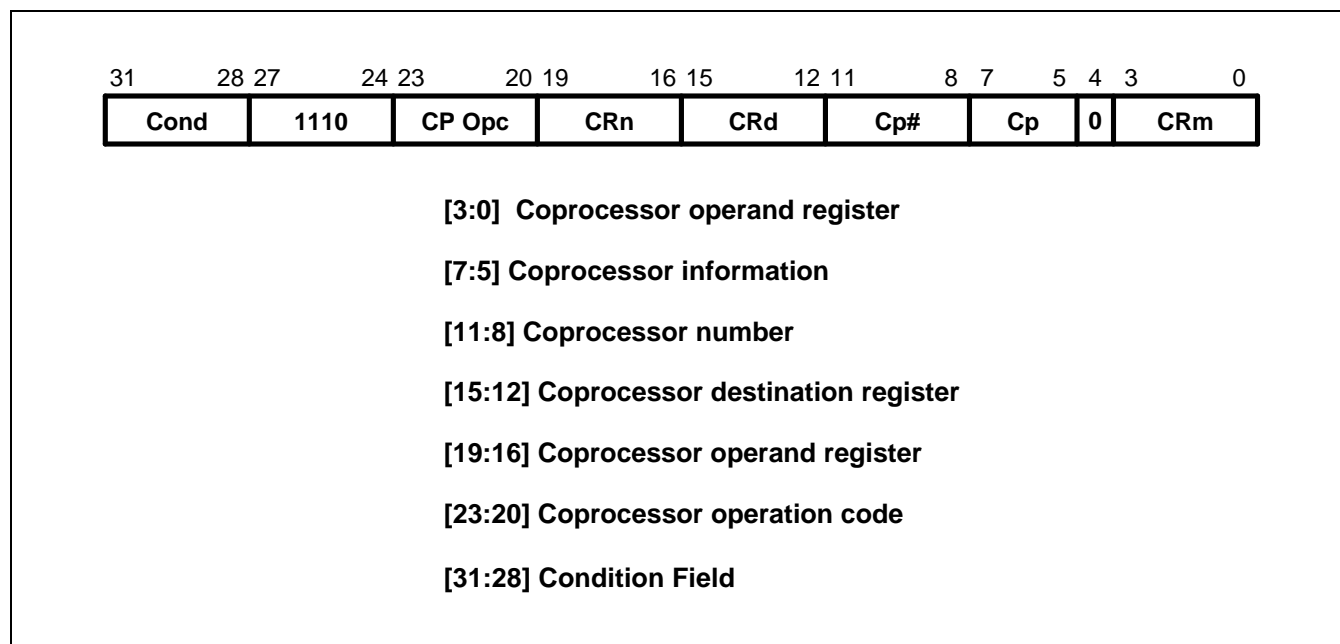 31 28 27 24 23 20 19 16 15 12 11 8 7 5 4 3 0
Cond 1110 CP Opc CRn CRd Cp# Cp 0 CRm
[3:0] Coprocessor operand register
[7:5] Coprocessor information
[11:8] Coprocessor number
[15:12] Coprocessor destination register
[19:16] Coprocessor operand register
[23:20] Coprocessor operation code
[31:28] Condition Field